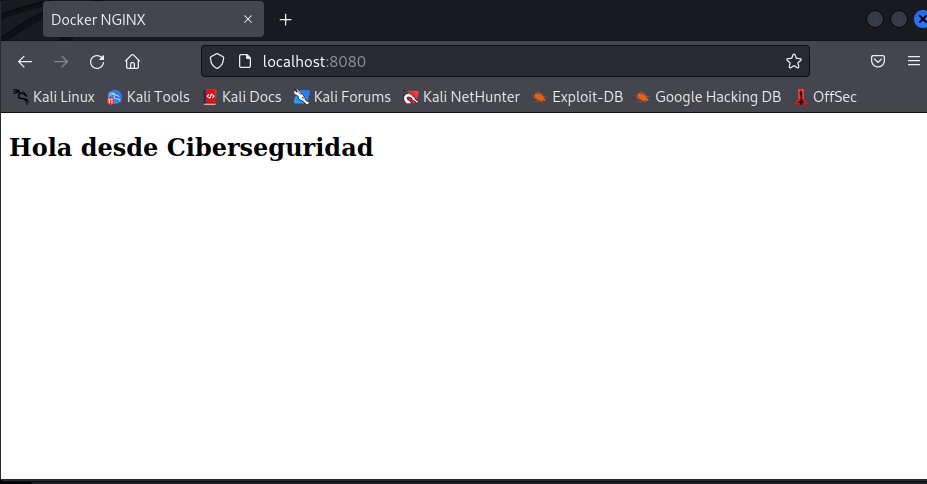 Docker NGINX
localhost:8080
Kali Linux Kali Tools Kali Docs Kali Forums Kali NetHunter Exploit-DB Google Hacking DB OffSec
Hola desde Ciberseguridad